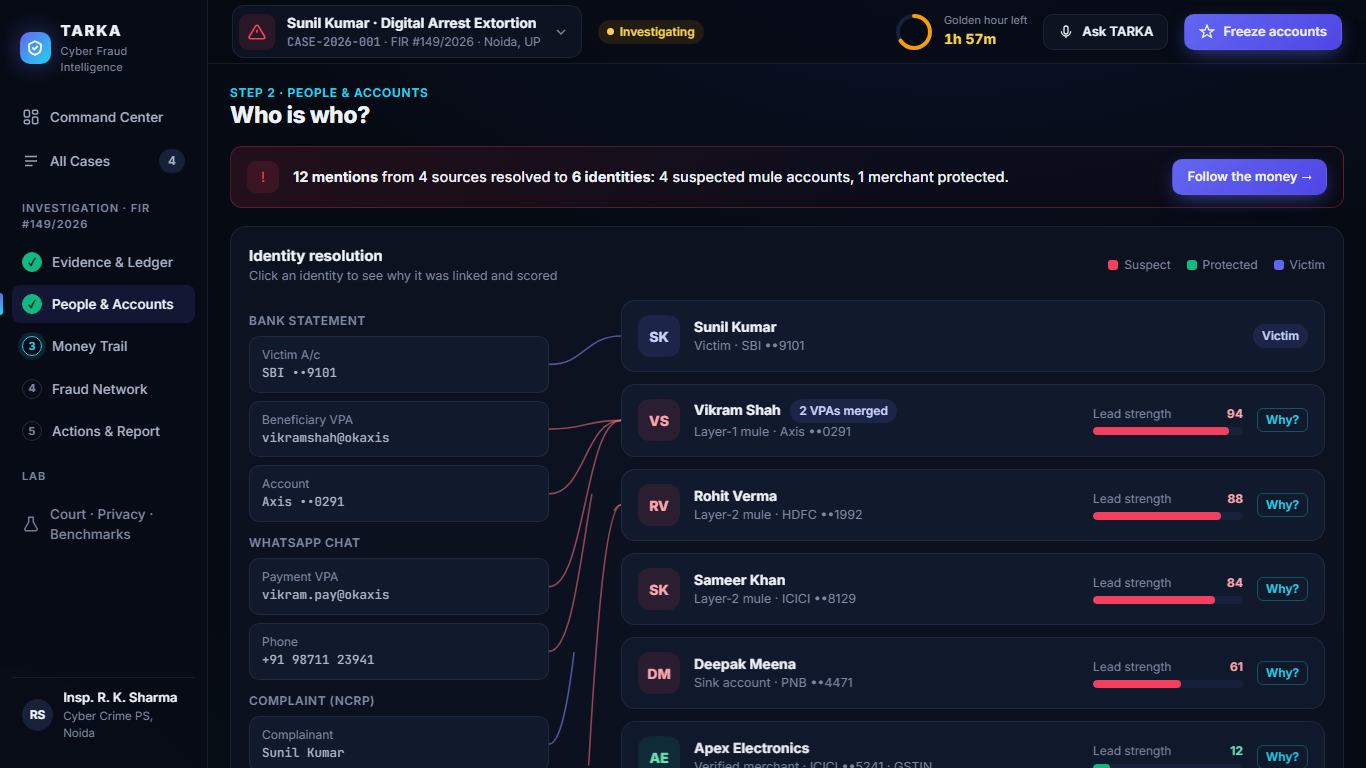 TARKA
Cyber Fraud
Intelligence
Command Center
All Cases
4
INVESTIGATION · FIR
#149/2026
✓ Evidence & Ledger
✓ People & Accounts
3 Money Trail
4 Fraud Network
5 Actions & Report
LAB
Court · Privacy ·
Benchmarks
RS
Insp. R. K. Sharma
Cyber Crime PS,
Noida
Sunil Kumar · Digital Arrest Extortion
CASE-2026-001 · FIR #149/2026 · Noida, UP
Investigating
Golden hour left
1h 57m
Ask TARKA
Freeze accounts
STEP 2 · PEOPLE & ACCOUNTS
Who is who?
! 12 mentions from 4 sources resolved to 6 identities: 4 suspected mule accounts, 1 merchant protected.
Follow the money →
Identity resolution
Click an identity to see why it was linked and scored
Suspect
Protected
Victim
BANK STATEMENT
Victim A/c
SBI ••9101
Beneficiary VPA
vikramshah@okaxis
Account
Axis ••0291
WHATSAPP CHAT
Payment VPA
vikram.pay@okaxis
Phone
+91 98711 23941
COMPLAINT (NCRP)
Complainant
Sunil Kumar
SK
Sunil Kumar
Victim · SBI ••9101
Victim
VS
Vikram Shah 2 VPAs merged
Layer-1 mule · Axis ••0291
Lead strength 94
Why?
RV
Rohit Verma
Layer-2 mule · HDFC ••1992
Lead strength 88
Why?
SK
Sameer Khan
Layer-2 mule · ICICI ••8129
Lead strength 84
Why?
DM
Deepak Meena
Sink account · PNB ••4471
Lead strength 61
Why?
AE
Apex Electronics
Verified merchant · ICICI ••5241 · GSTIN
Lead strength 12
Why?